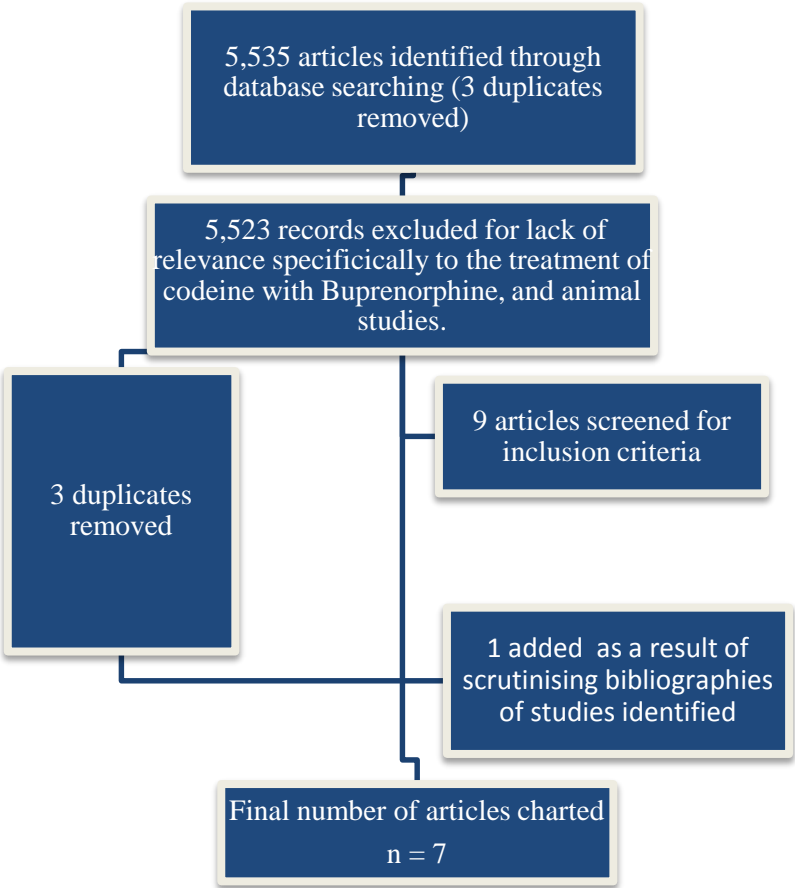 5,535 articles identified through
database searching (3 duplicates
removed)
5,523 records excluded for lack of
relevance specificically to the treatment of
codeine with Buprenorphine, and animal
studies.
3 duplicates
removed
9 articles screened for
inclusion criteria
1 added as a result of
scrutinising bibliographies
of studies identified
Final number of articles charted
n = 7